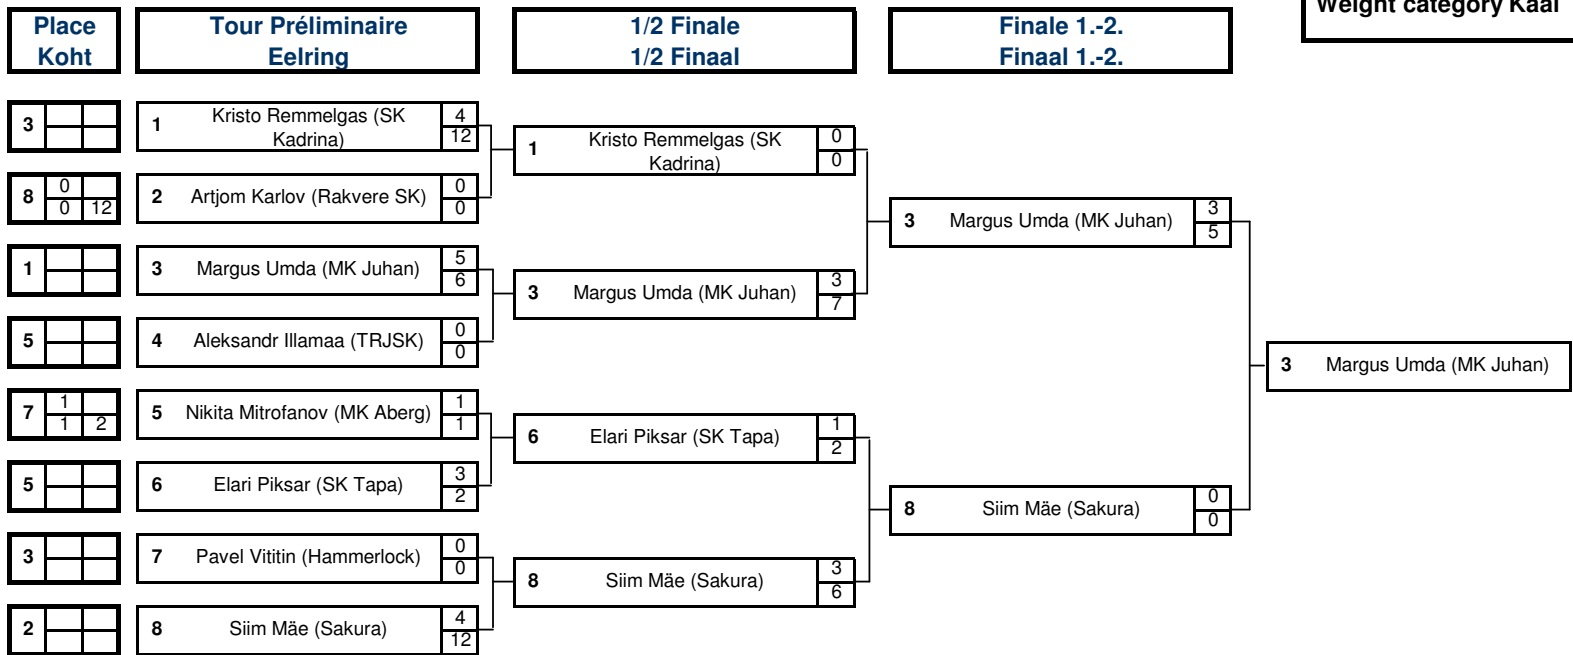 Weight category Kaal
Place
Koht
Tour Préliminaire
Eelring
1/2 Finale
1/2 Finaal
Finale 1.-2.
Finaal 1.-2.
3
1 Kristo Remmelgas (SK
Kadrina)
4
12
8
0
0 12
2 Artjom Karlov (Rakvere SK)
0
0
1 Kristo Remmelgas (SK
Kadrina)
0
0
1
3 Margus Umda (MK Juhan)
5
6
5
4 Aleksandr Illamaa (TRJSK)
0
0
3 Margus Umda (MK Juhan)
3
7
3 Margus Umda (MK Juhan)
3
5
7
1
1 2
5 Nikita Mitrofanov (MK Aberg)
1
1
5
6 Elari Piksar (SK Tapa)
3
2
6 Elari Piksar (SK Tapa)
1
2
3
7 Pavel Vititin (Hammerlock)
0
0
2
8 Siim Mäe (Sakura)
4
12
8 Siim Mäe (Sakura)
3
6
8 Siim Mäe (Sakura)
0
0
3 Margus Umda (MK Juhan)